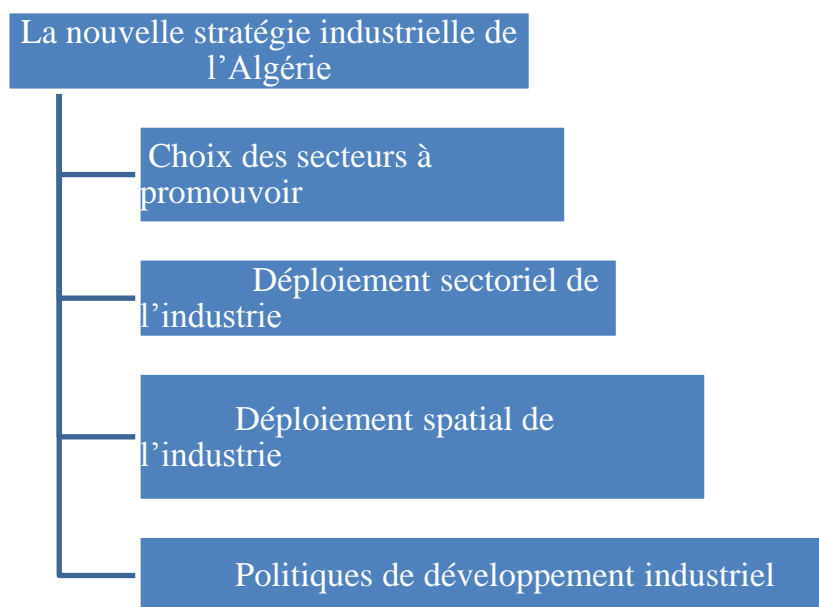 La nouvelle stratégie industrielle de
l’Algérie
Choix des secteurs à
promouvoir
Déploiement sectoriel de
l’industrie
Déploiement spatial de
l’industrie
Politiques de développement industriel